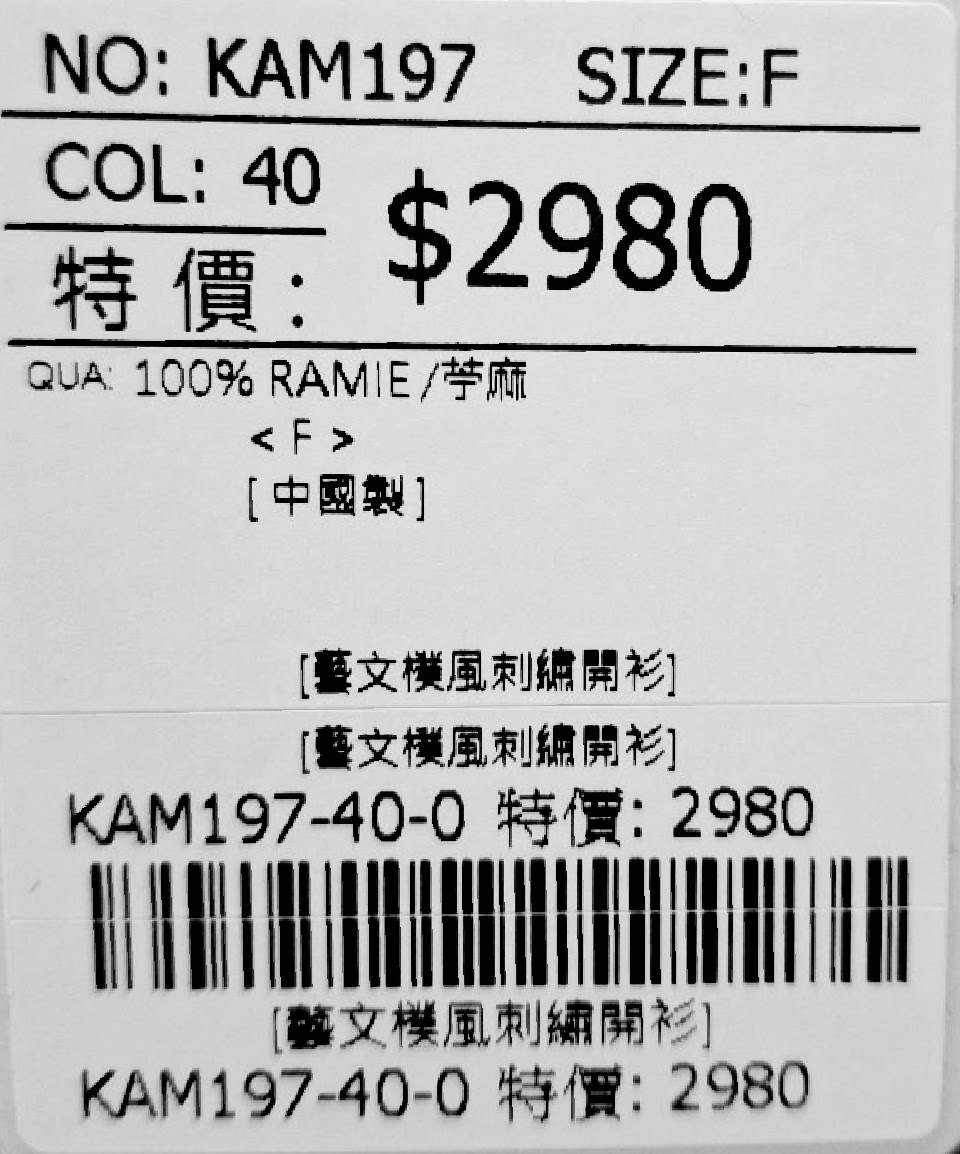 NO: KAM197 SIZE:F
COL: 40
$2980
特價:
QUA: 100% RAMIE/苧麻
< F >
[中國製]
[藝文樸風刺繡開衫]
[藝文樸風刺繡開衫]
KAM197-40-0 特價: 2980
[藝文樸風刺繡開衫]
KAM197-40-0 特價: 2980